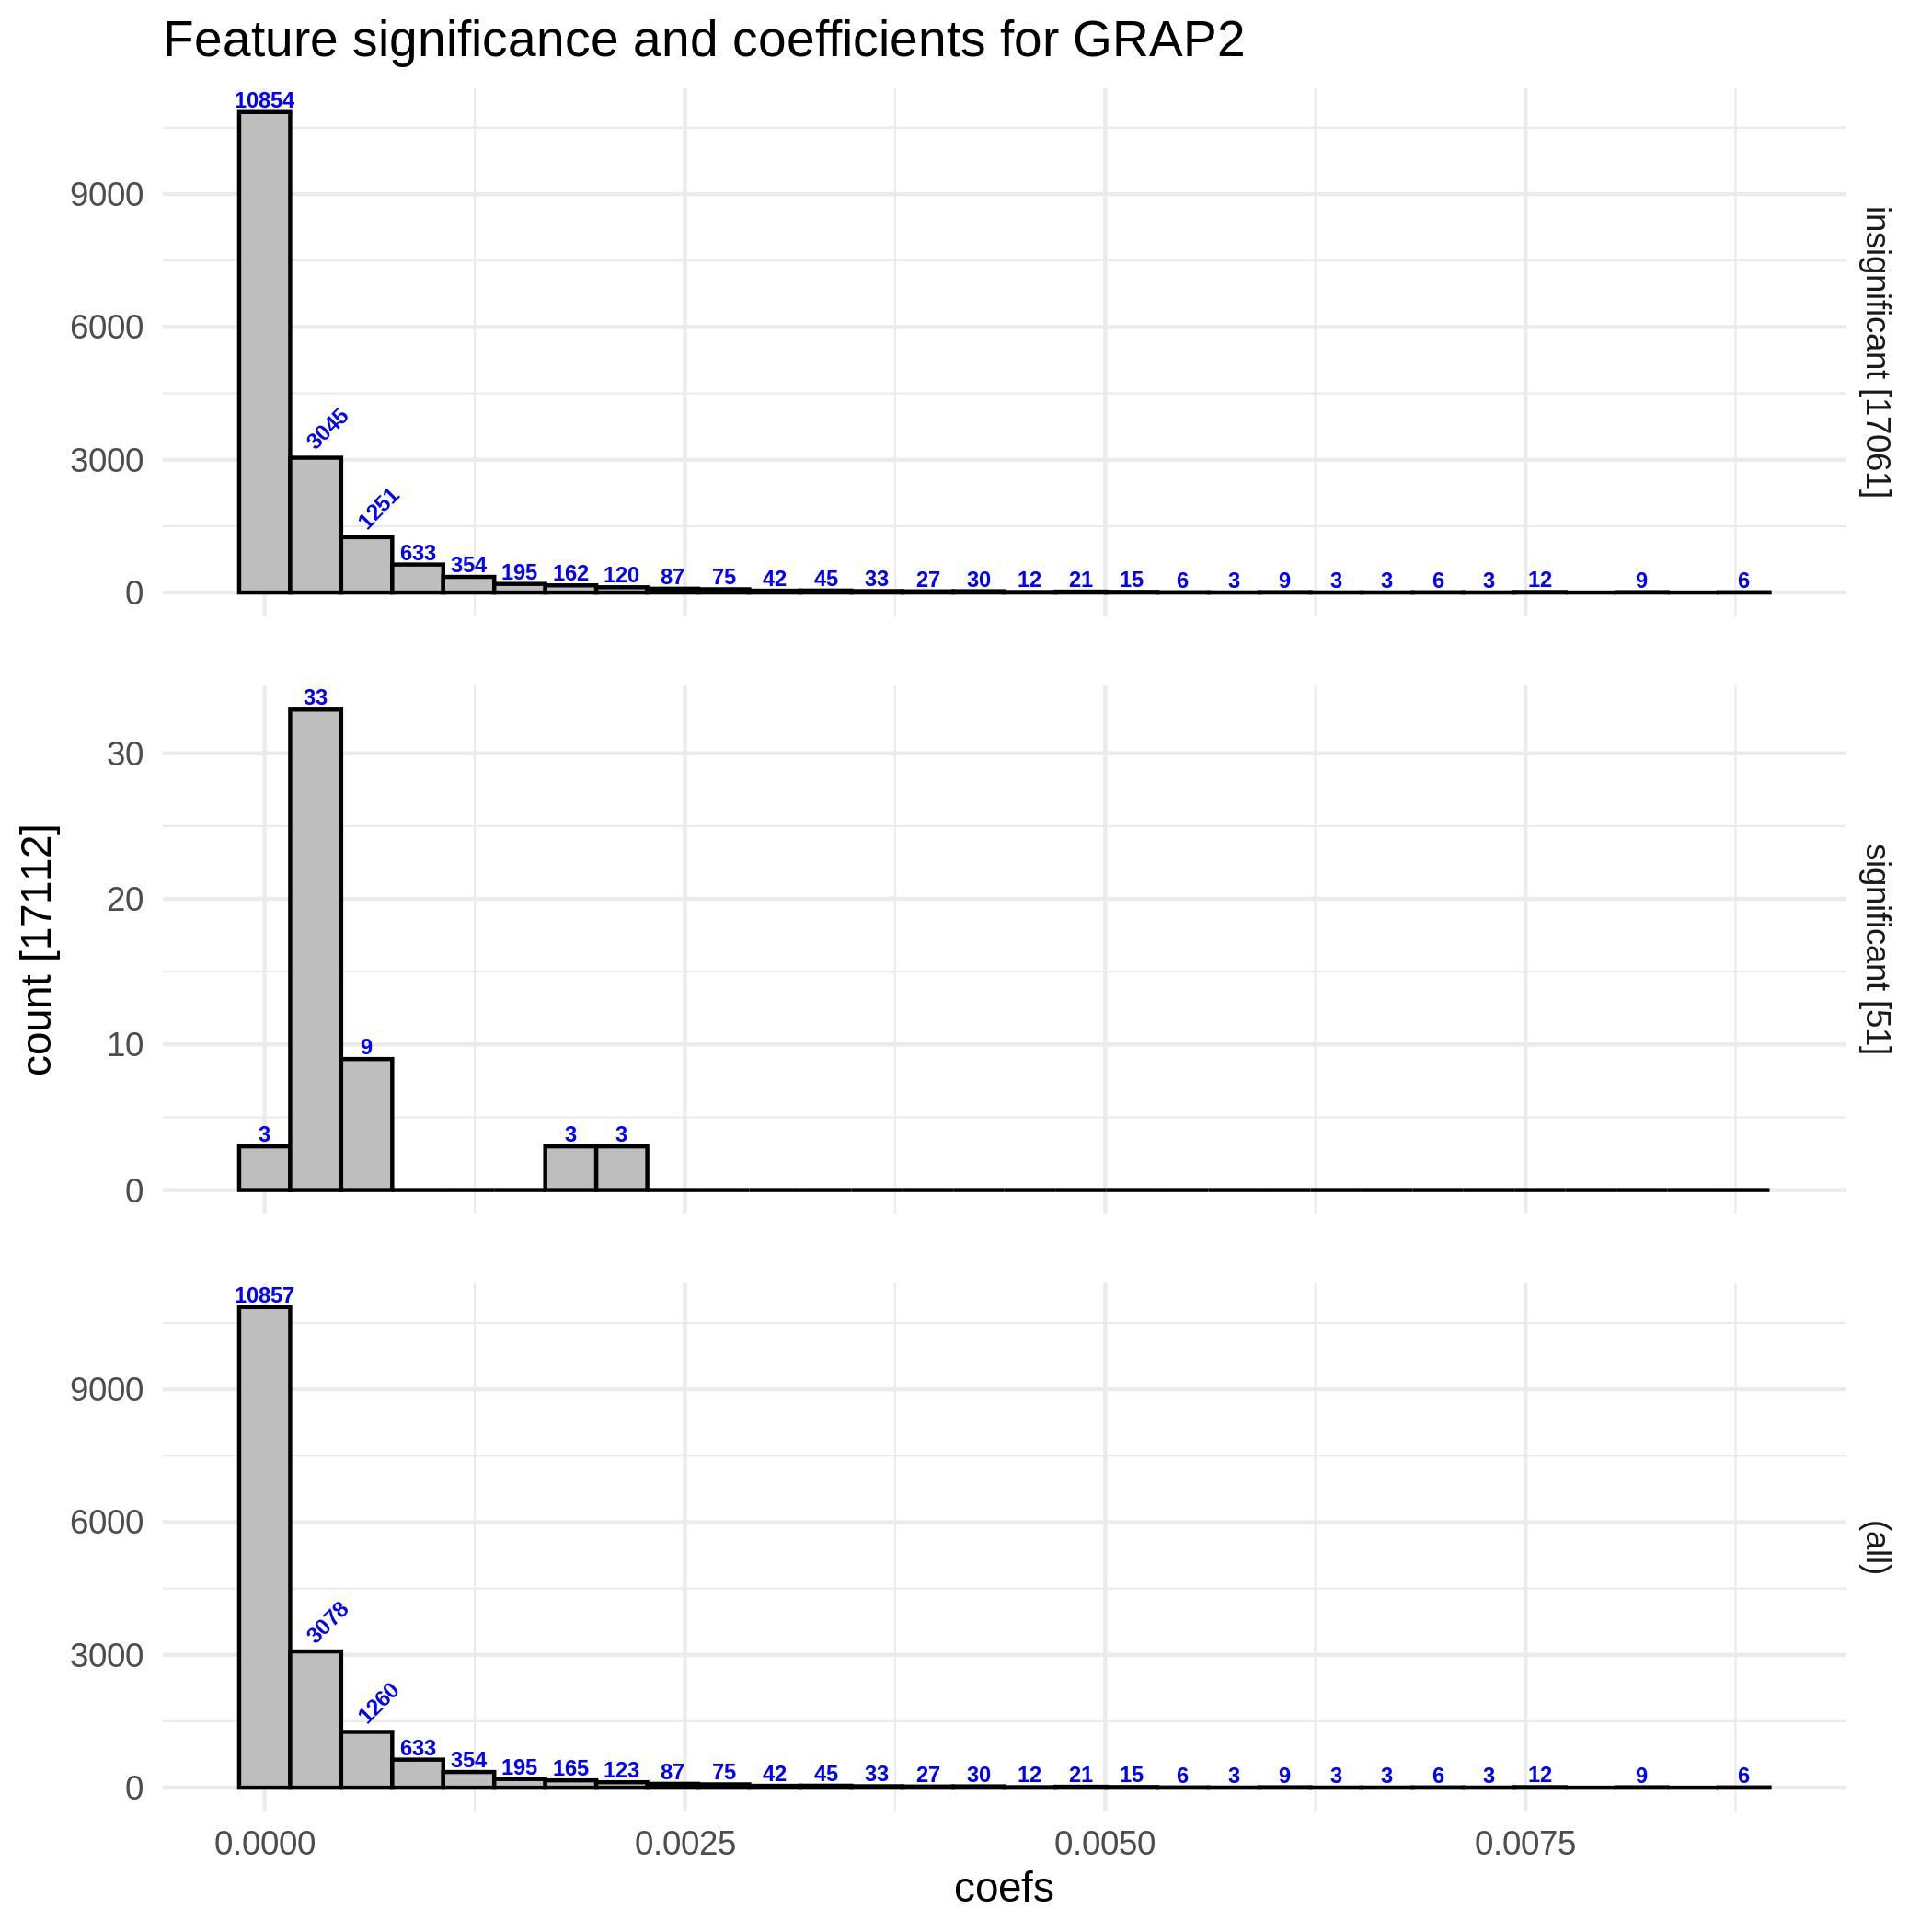 Feature significance and coefficients for GRAP2
10854
9000
6000
3000
0
3045
1251
633 354 195 162 120 87 75 42 45 33 27 30 12 21 15 6 3 9 3 3 6 3 12 9 6
insignificant [17061]
count [17112]
33
30
20
10
0
3
9
3 3
significant [51]
10857
9000
6000
3000
0
3078
1260
633 354 195 165 123 87 75 42 45 33 27 30 12 21 15 6 3 9 3 3 6 3 12 9 6
(all)
0.0000 0.0025 0.0050 0.0075
coefs